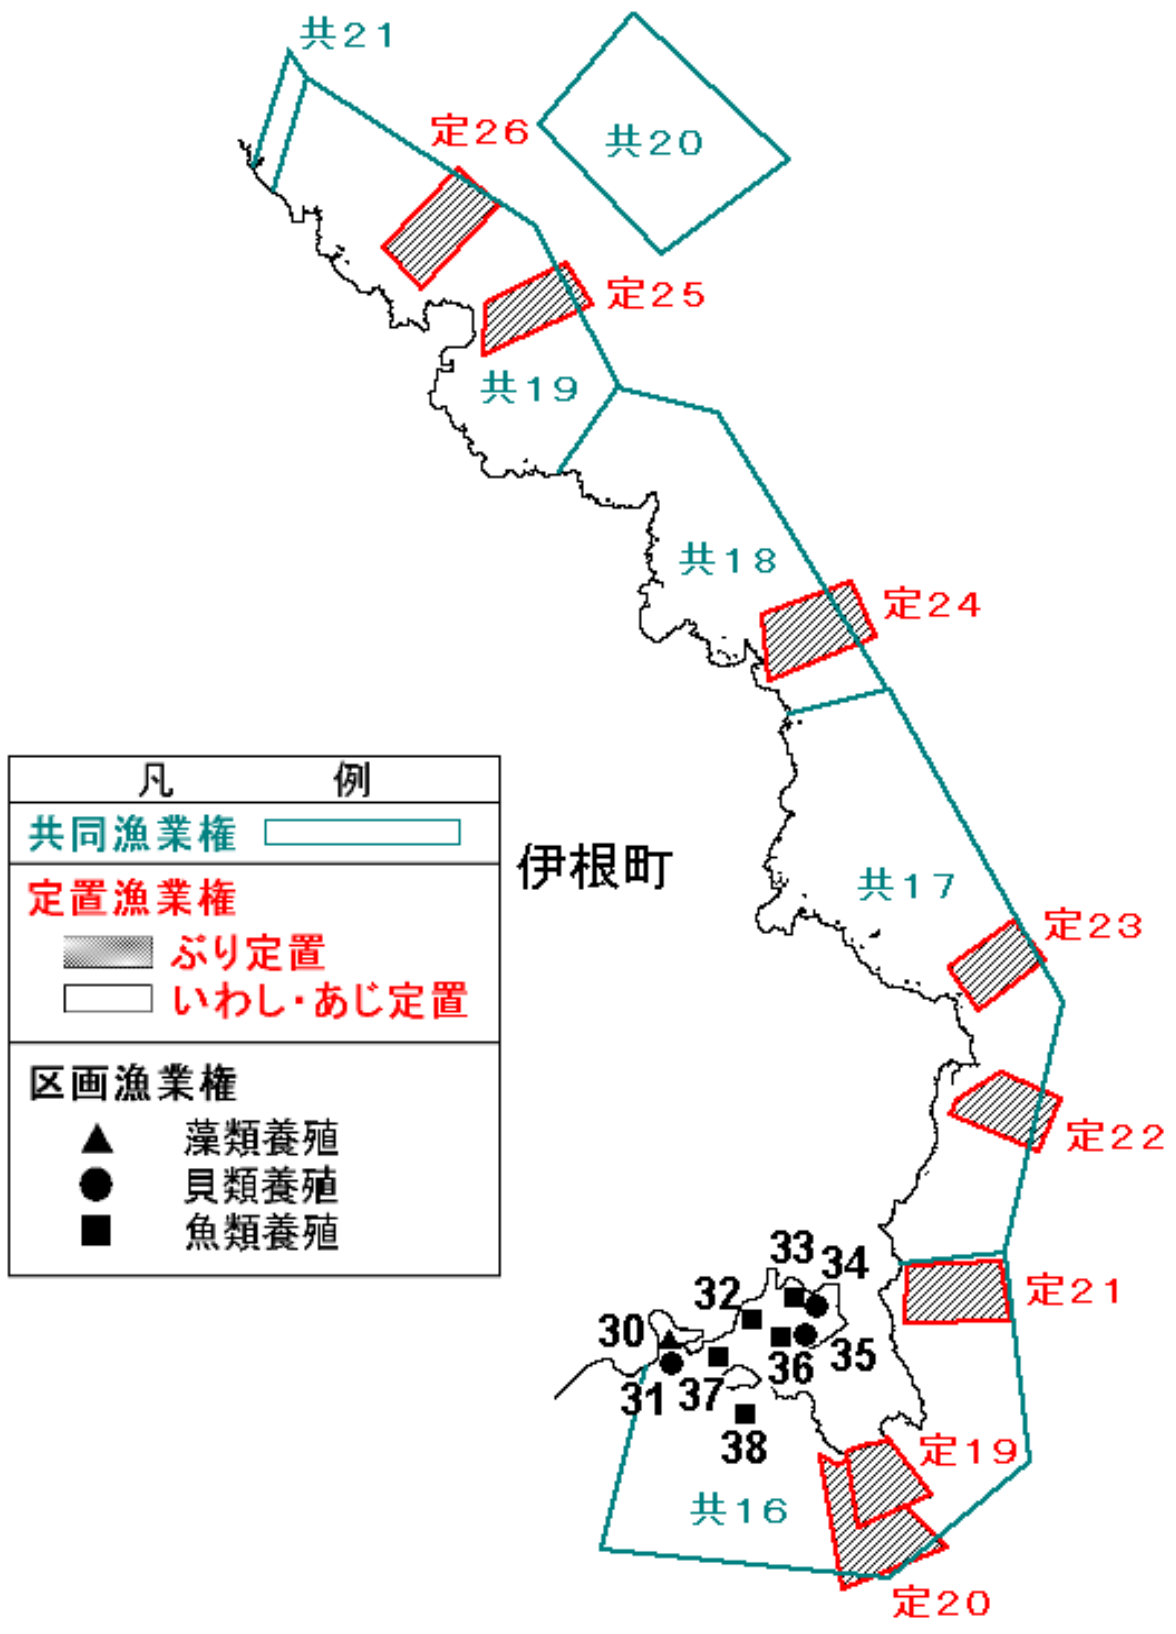 共21
定26
共20
定25
共19
共18
定24
凡 例
共同漁業権
定置漁業権
ぶり定置
いわし・あじ定置
区画漁業権
藻類養殖
貝類養殖
魚類養殖
伊根町
共17
定23
定22
33
34
32
定21
30
35
36
31
37
38
定19
共16
定20